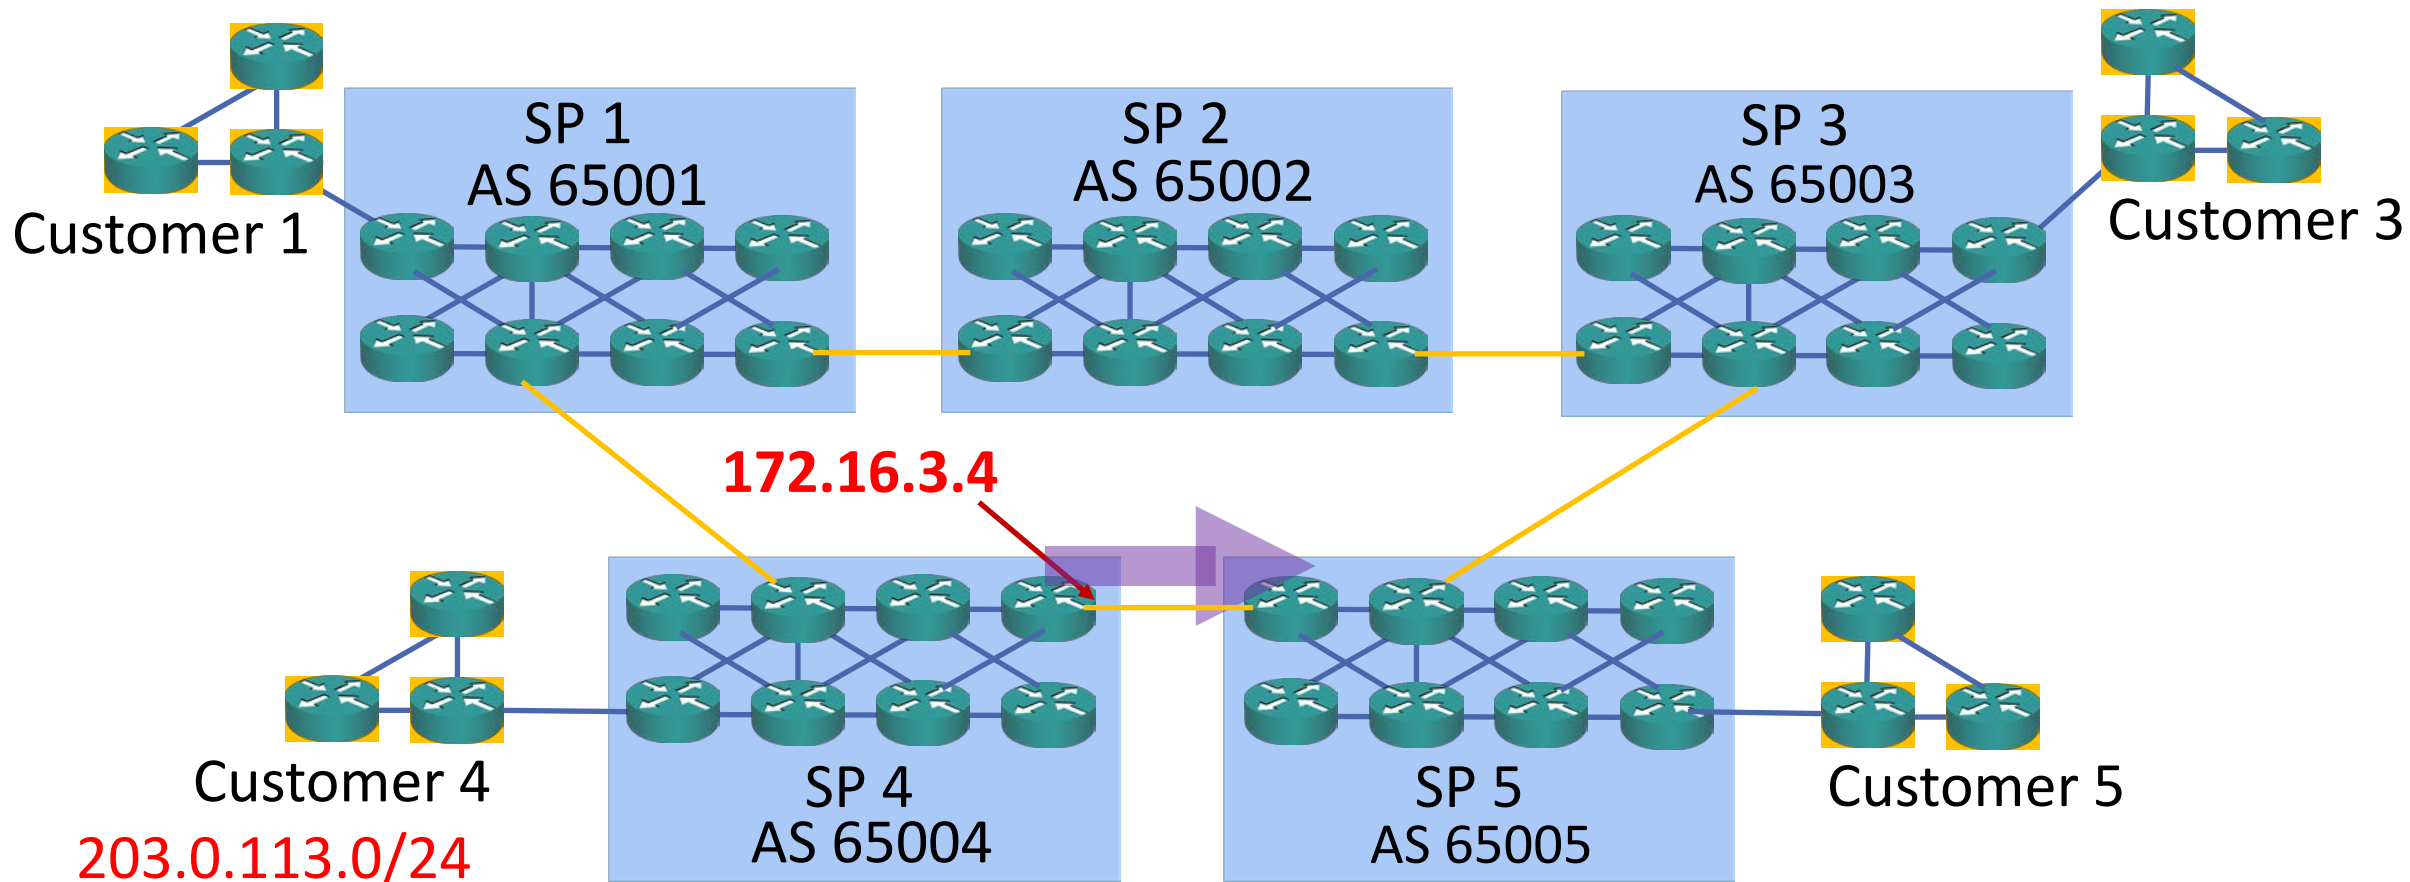 SP 1
AS 65001
SP 2
AS 65002
SP 3
AS 65003
Customer 1
Customer 3
172.16.3.4
Customer 4
203.0.113.0/24
SP 4
AS 65004
SP 5
AS 65005
Customer 5